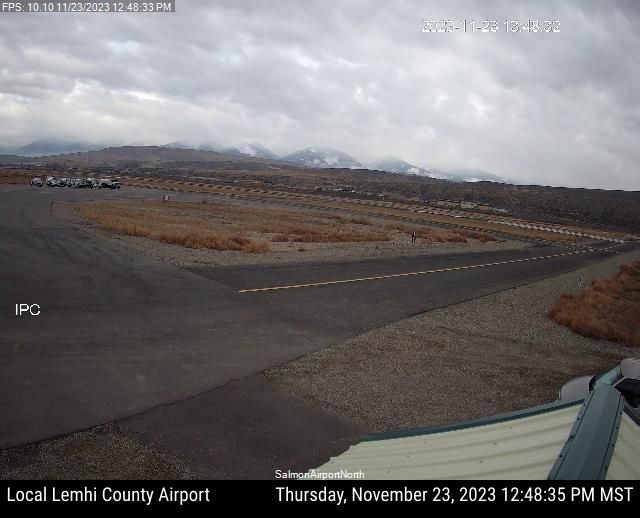 FPS: 10.10 11/23/2023 12:48:33 PM
2023-11-23 13:48:32
IPC
SalmonAirportNorth
Local Lemhi County Airport Thursday, November 23, 2023 12:48:35 PM MST